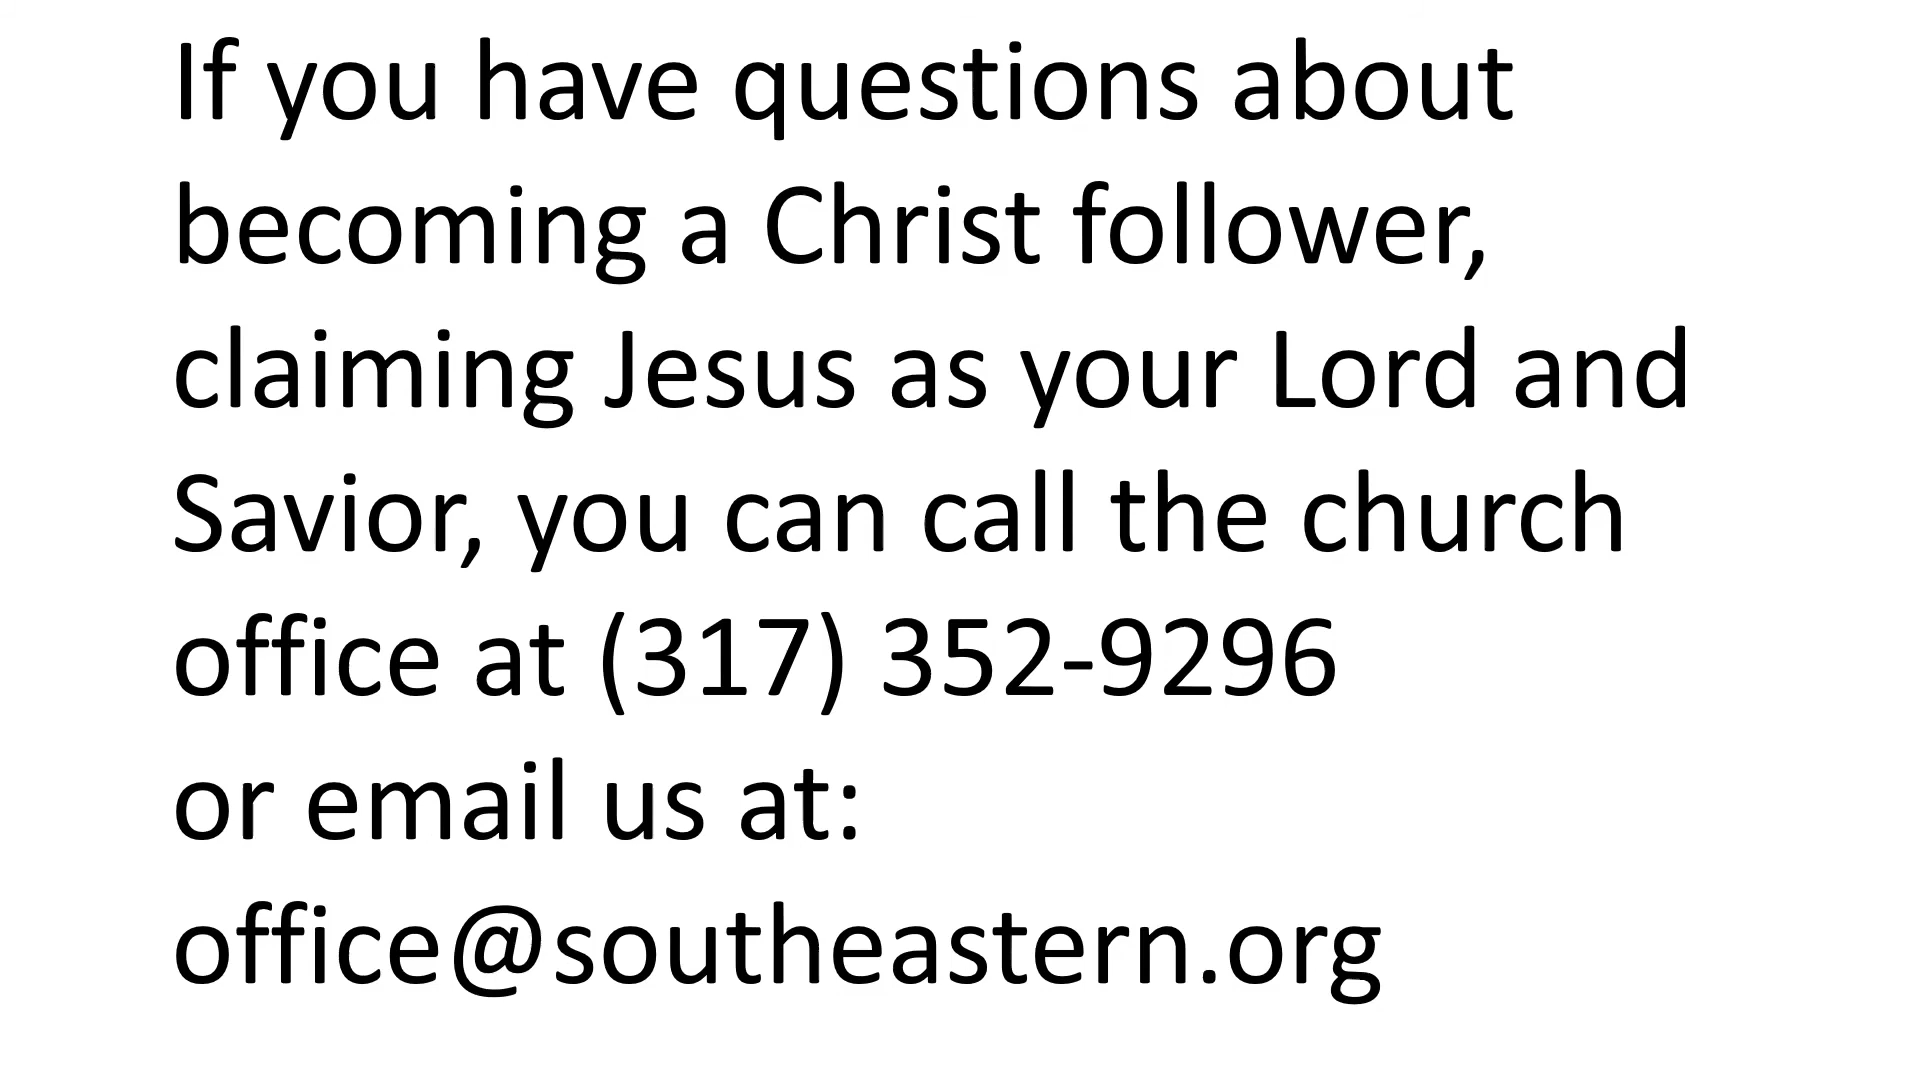 If you have questions about
becoming a Christ follower,
claiming Jesus as your Lord and
Savior, you can call the church
office at (317) 352-9296
or email us at:
office@southeastern.org